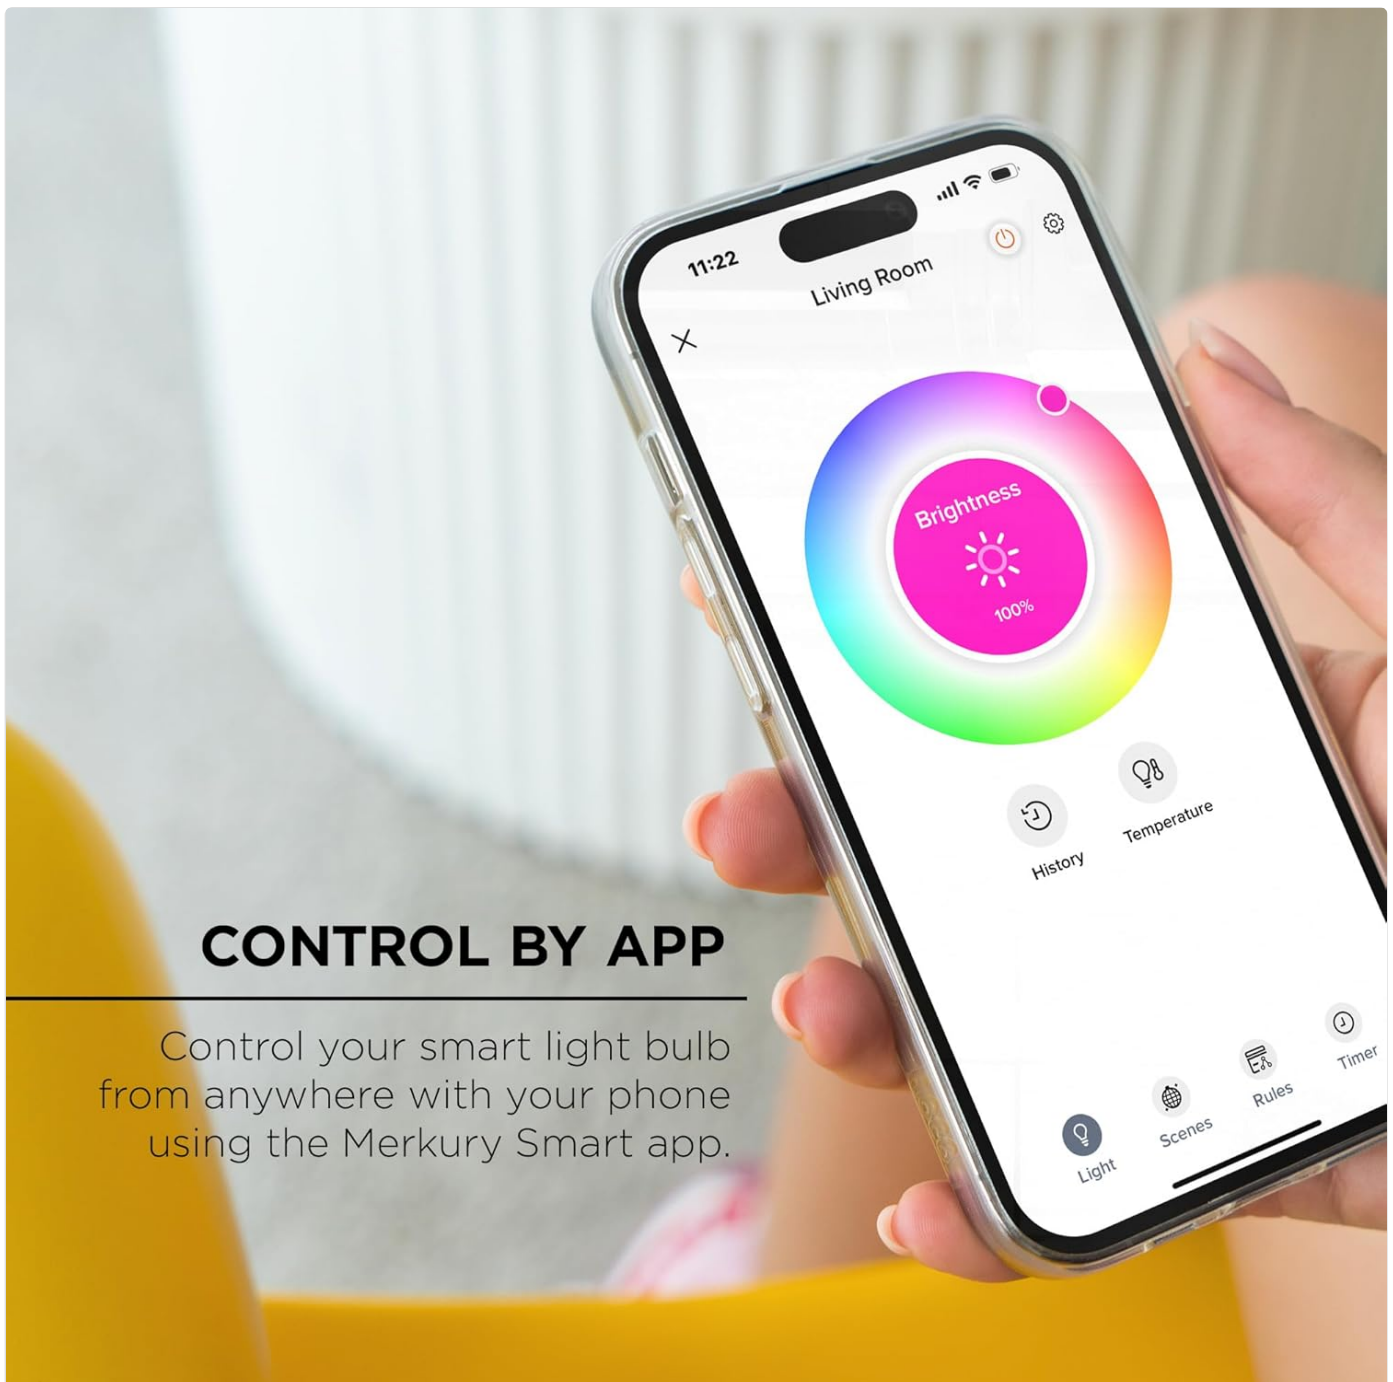 11:22
Living Room
Brightness
100%
History
Temperature
Light
Scenes
Rules
Timer
CONTROL BY APP
Control your smart light bulb
from anywhere with your phone
using the Merkury Smart app.